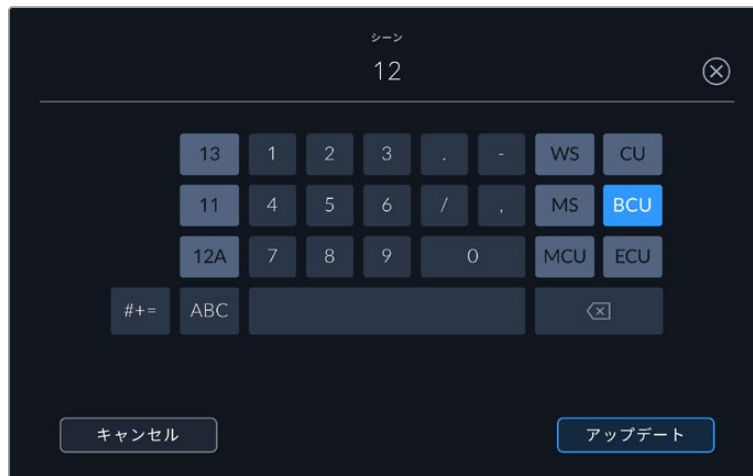 シーン
12
13 1 2 3 . - WS CU
11 4 5 6 / , MS BCU
12A 7 8 9 0 MCU ECU
#+= ABC
キャンセル アップデート